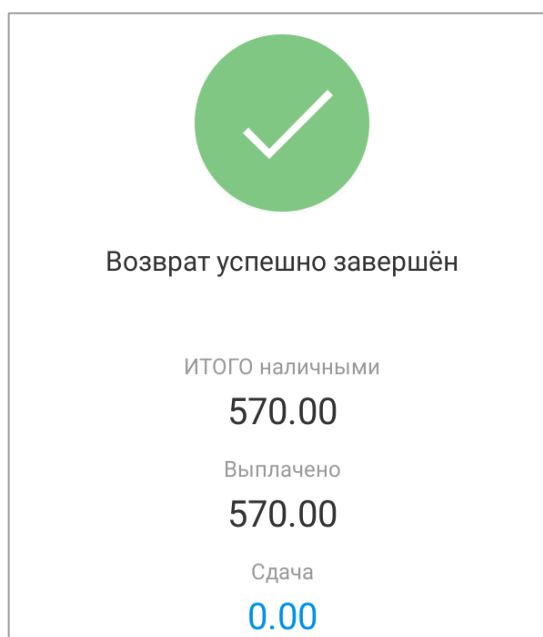 Возврат успешно завершён
ИТОГО наличными
570.00
Выплачено
570.00
Сдача
0.00